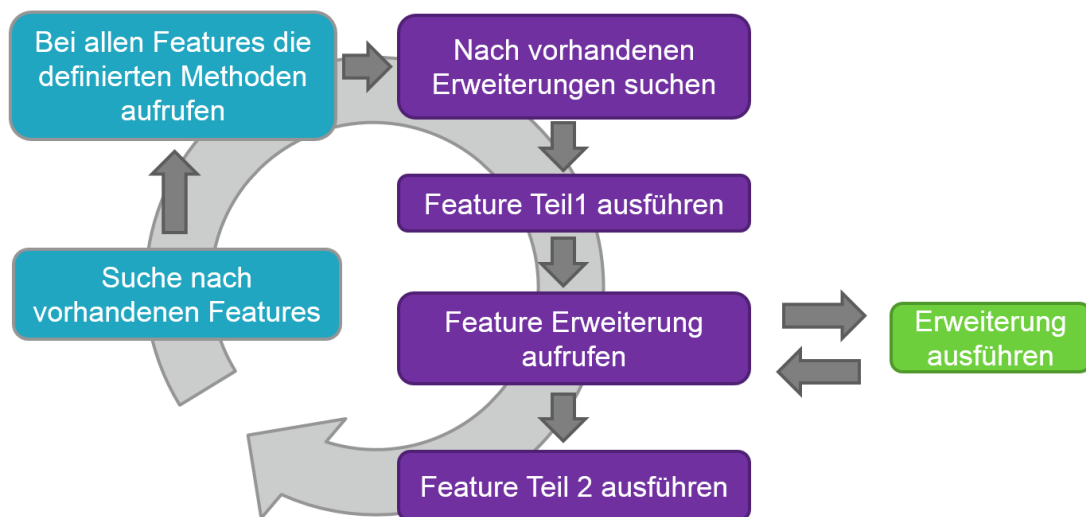 Bei allen Features die
definierten Methoden
aufrufen
Nach vorhandenen
Erweiterungen suchen
Feature Teil1 ausführen
Suche nach
vorhandenen Features
Feature Erweiterung
aufrufen
Erweiterung
ausführen
Feature Teil 2 ausführen